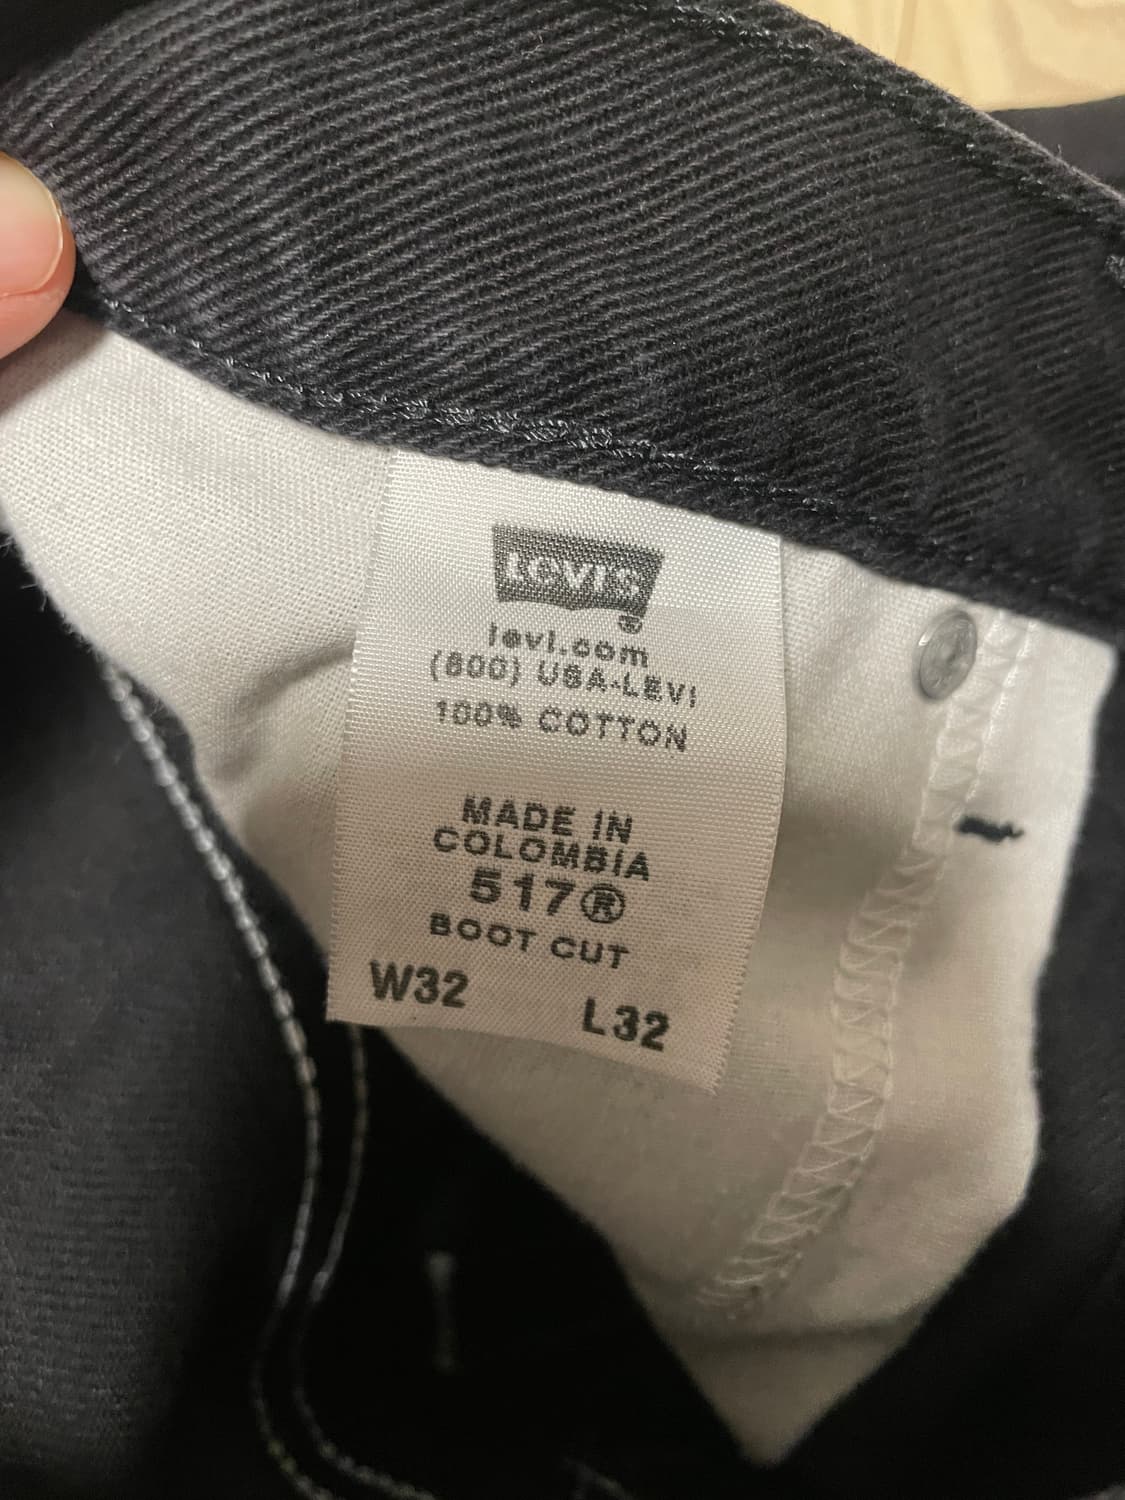 LEVI'S
®
levi.com
(800) USA-LEVI
100% COTTON
MADE IN
COLOMBIA
517®
BOOT CUT
W32 L32